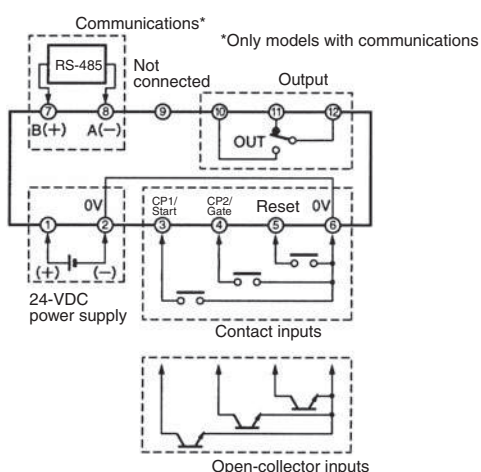 Communications*
*Only models with communications
RS-485
Not
connected
Output
7 8 9 10 11 12
B(+) A(−)
OUT
0V
CP1/
Start
CP2/
Gate
Reset
0V
1 2 3 4 5 6
(+) (−)
24-VDC
power supply
Contact inputs
Open-collector inputs